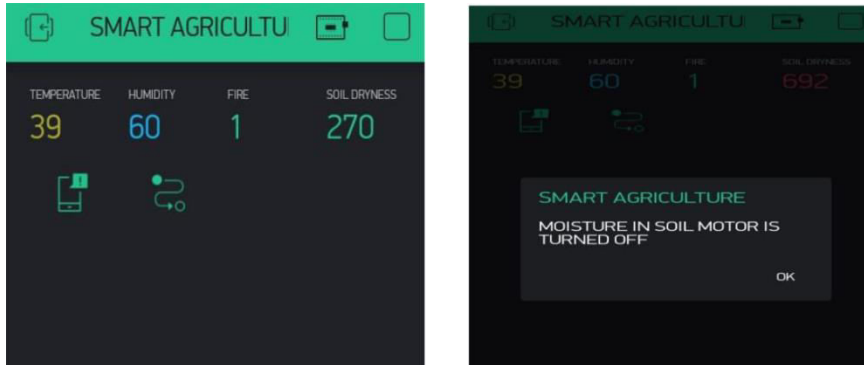 SMART AGRICULTU
TEMPERATURE HUMIDITY FIRE SOIL DRYNESS
39 60 1 270
SMART AGRICULTU
TEMPERATURE HUMIDITY FIRE SOIL DRYNESS
39 60 1 692
SMART AGRICULTURE
MOISTURE IN SOIL MOTOR IS
TURNED OFF
OK